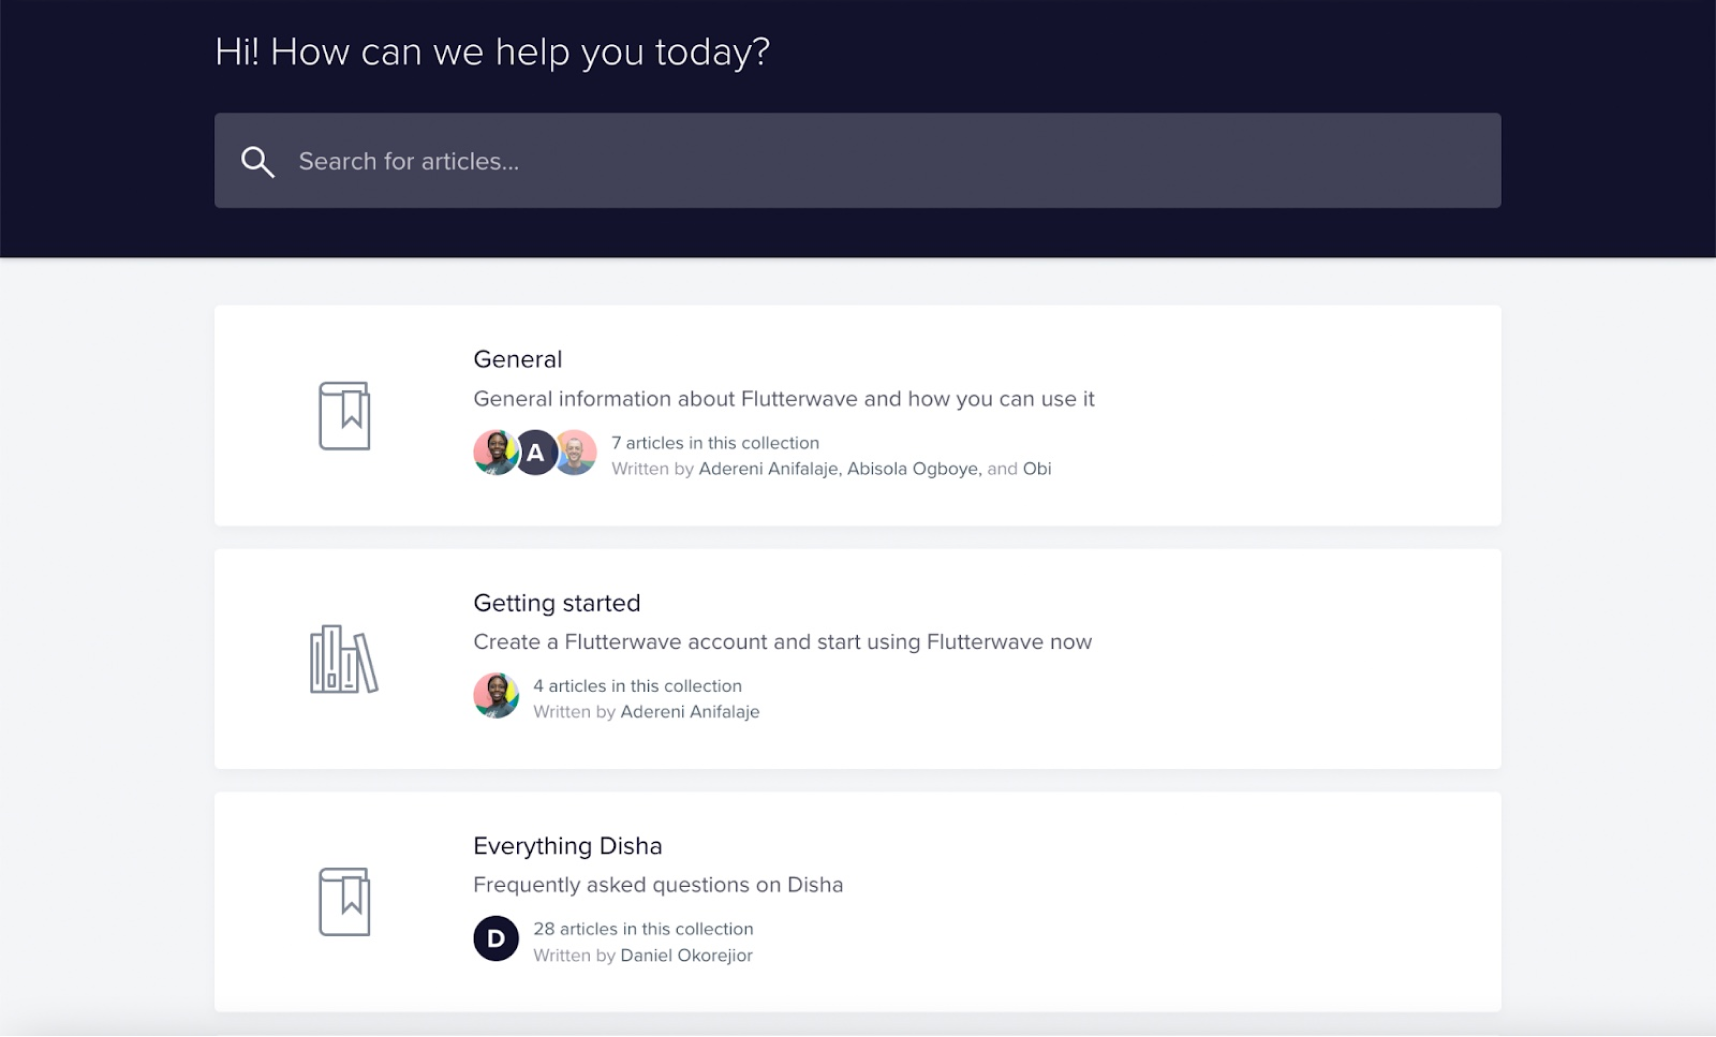 Hi! How can we help you today?
Search for articles...
General
General information about Flutterwave and how you can use it
A
7 articles in this collection
Written by Adereni Anifalaje, Abisola Ogboye, and Obi
Getting started
Create a Flutterwave account and start using Flutterwave now
4 articles in this collection
Written by Adereni Anifalaje
Everything Disha
Frequently asked questions on Disha
D
28 articles in this collection
Written by Daniel Okorejior